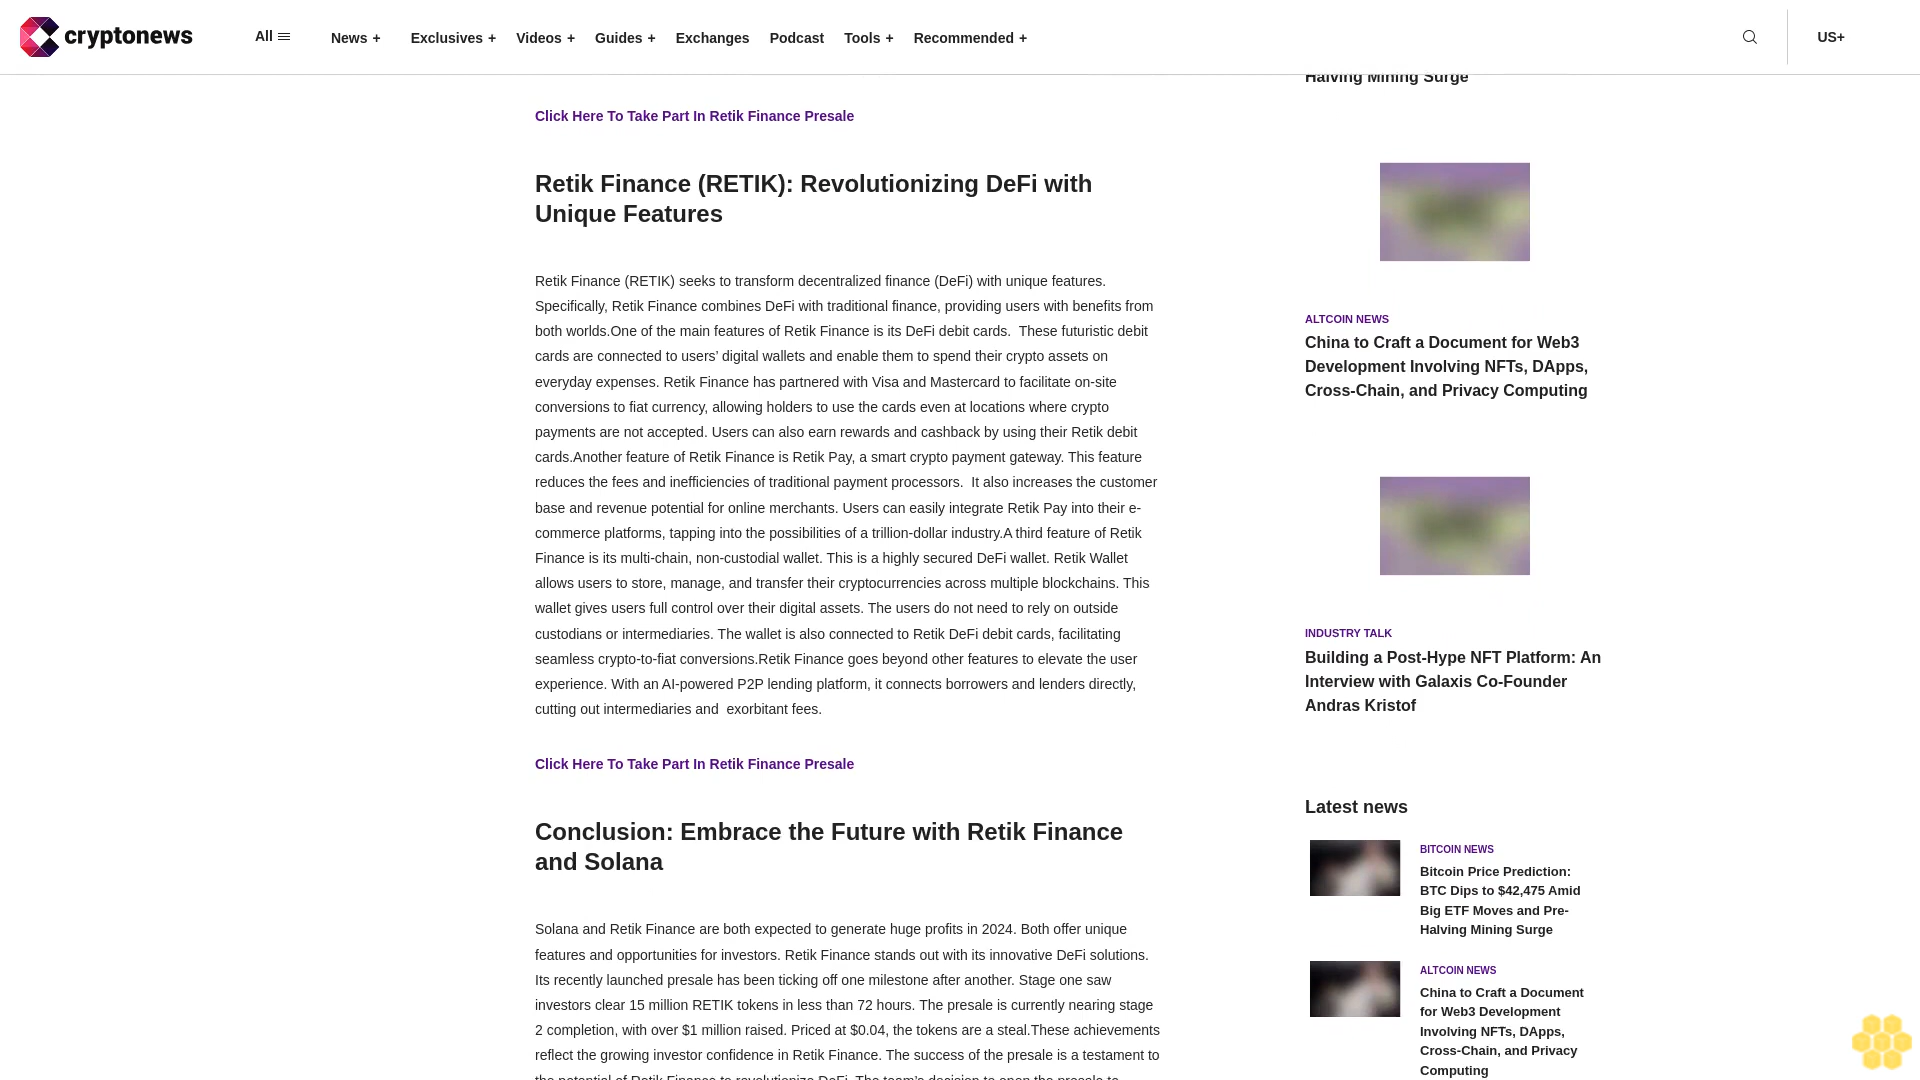 cryptonews
All
News +
Exclusives +
Videos +
Guides +
Exchanges
Podcast
Tools +
Recommended +
US+
Click Here To Take Part In Retik Finance Presale
Retik Finance (RETIK): Revolutionizing DeFi with
Unique Features
Retik Finance (RETIK) seeks to transform decentralized finance (DeFi) with unique features.
Specifically, Retik Finance combines DeFi with traditional finance, providing users with benefits from
both worlds.One of the main features of Retik Finance is its DeFi debit cards.  These futuristic debit
cards are connected to users’ digital wallets and enable them to spend their crypto assets on
everyday expenses. Retik Finance has partnered with Visa and Mastercard to facilitate on-site
conversions to fiat currency, allowing holders to use the cards even at locations where crypto
payments are not accepted. Users can also earn rewards and cashback by using their Retik debit
cards.Another feature of Retik Finance is Retik Pay, a smart crypto payment gateway. This feature
reduces the fees and inefficiencies of traditional payment processors.  It also increases the customer
base and revenue potential for online merchants. Users can easily integrate Retik Pay into their e-
commerce platforms, tapping into the possibilities of a trillion-dollar industry.A third feature of Retik
Finance is its multi-chain, non-custodial wallet. This is a highly secured DeFi wallet. Retik Wallet
allows users to store, manage, and transfer their cryptocurrencies across multiple blockchains. This
wallet gives users full control over their digital assets. The users do not need to rely on outside
custodians or intermediaries. The wallet is also connected to Retik DeFi debit cards, facilitating
seamless crypto-to-fiat conversions.Retik Finance goes beyond other features to elevate the user
experience. With an AI-powered P2P lending platform, it connects borrowers and lenders directly,
cutting out intermediaries and  exorbitant fees.
Click Here To Take Part In Retik Finance Presale
Conclusion: Embrace the Future with Retik Finance
and Solana
Solana and Retik Finance are both expected to generate huge profits in 2024. Both offer unique
features and opportunities for investors. Retik Finance stands out with its innovative DeFi solutions.
Its recently launched presale has been ticking off one milestone after another. Stage one saw
investors clear 15 million RETIK tokens in less than 72 hours. The presale is currently nearing stage
2 completion, with over $1 million raised. Priced at $0.04, the tokens are a steal.These achievements
reflect the growing investor confidence in Retik Finance. The success of the presale is a testament to
the potential of Retik Finance to revolutionize DeFi. The team’s decision to open the presale to
Halving Mining Surge
ALTCOIN NEWS
China to Craft a Document for Web3
Development Involving NFTs, DApps,
Cross-Chain, and Privacy Computing
INDUSTRY TALK
Building a Post-Hype NFT Platform: An
Interview with Galaxis Co-Founder
Andras Kristof
Latest news
BITCOIN NEWS
Bitcoin Price Prediction:
BTC Dips to $42,475 Amid
Big ETF Moves and Pre-
Halving Mining Surge
ALTCOIN NEWS
China to Craft a Document
for Web3 Development
Involving NFTs, DApps,
Cross-Chain, and Privacy
Computing